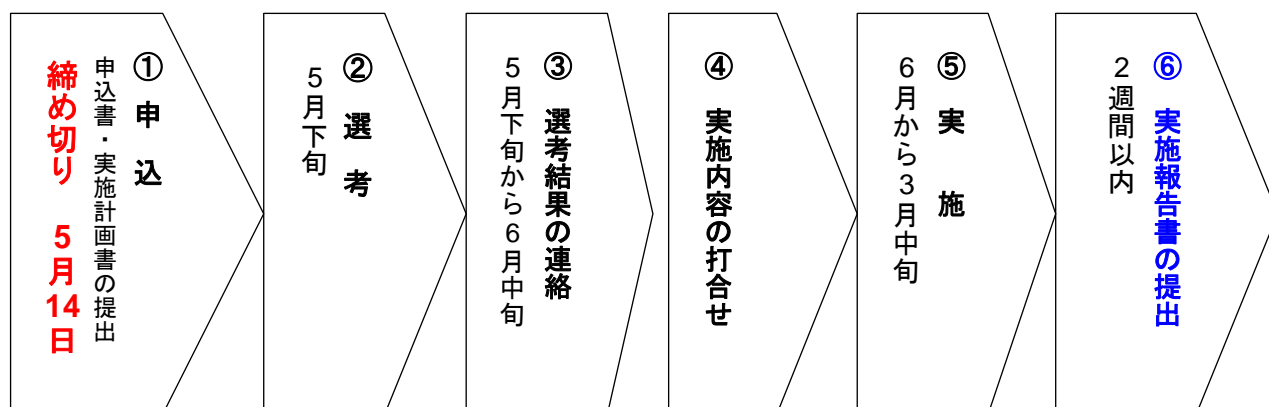 ① 申 込
申込書・実施計画書の提出
締め切り 5月14日
② 選 考
5月下旬
③ 選考結果の連絡
5月下旬から6月中旬
④ 実施内容の打合せ
⑤ 実 施
6月から3月中旬
⑥ 実施報告書の提出
2週間以内